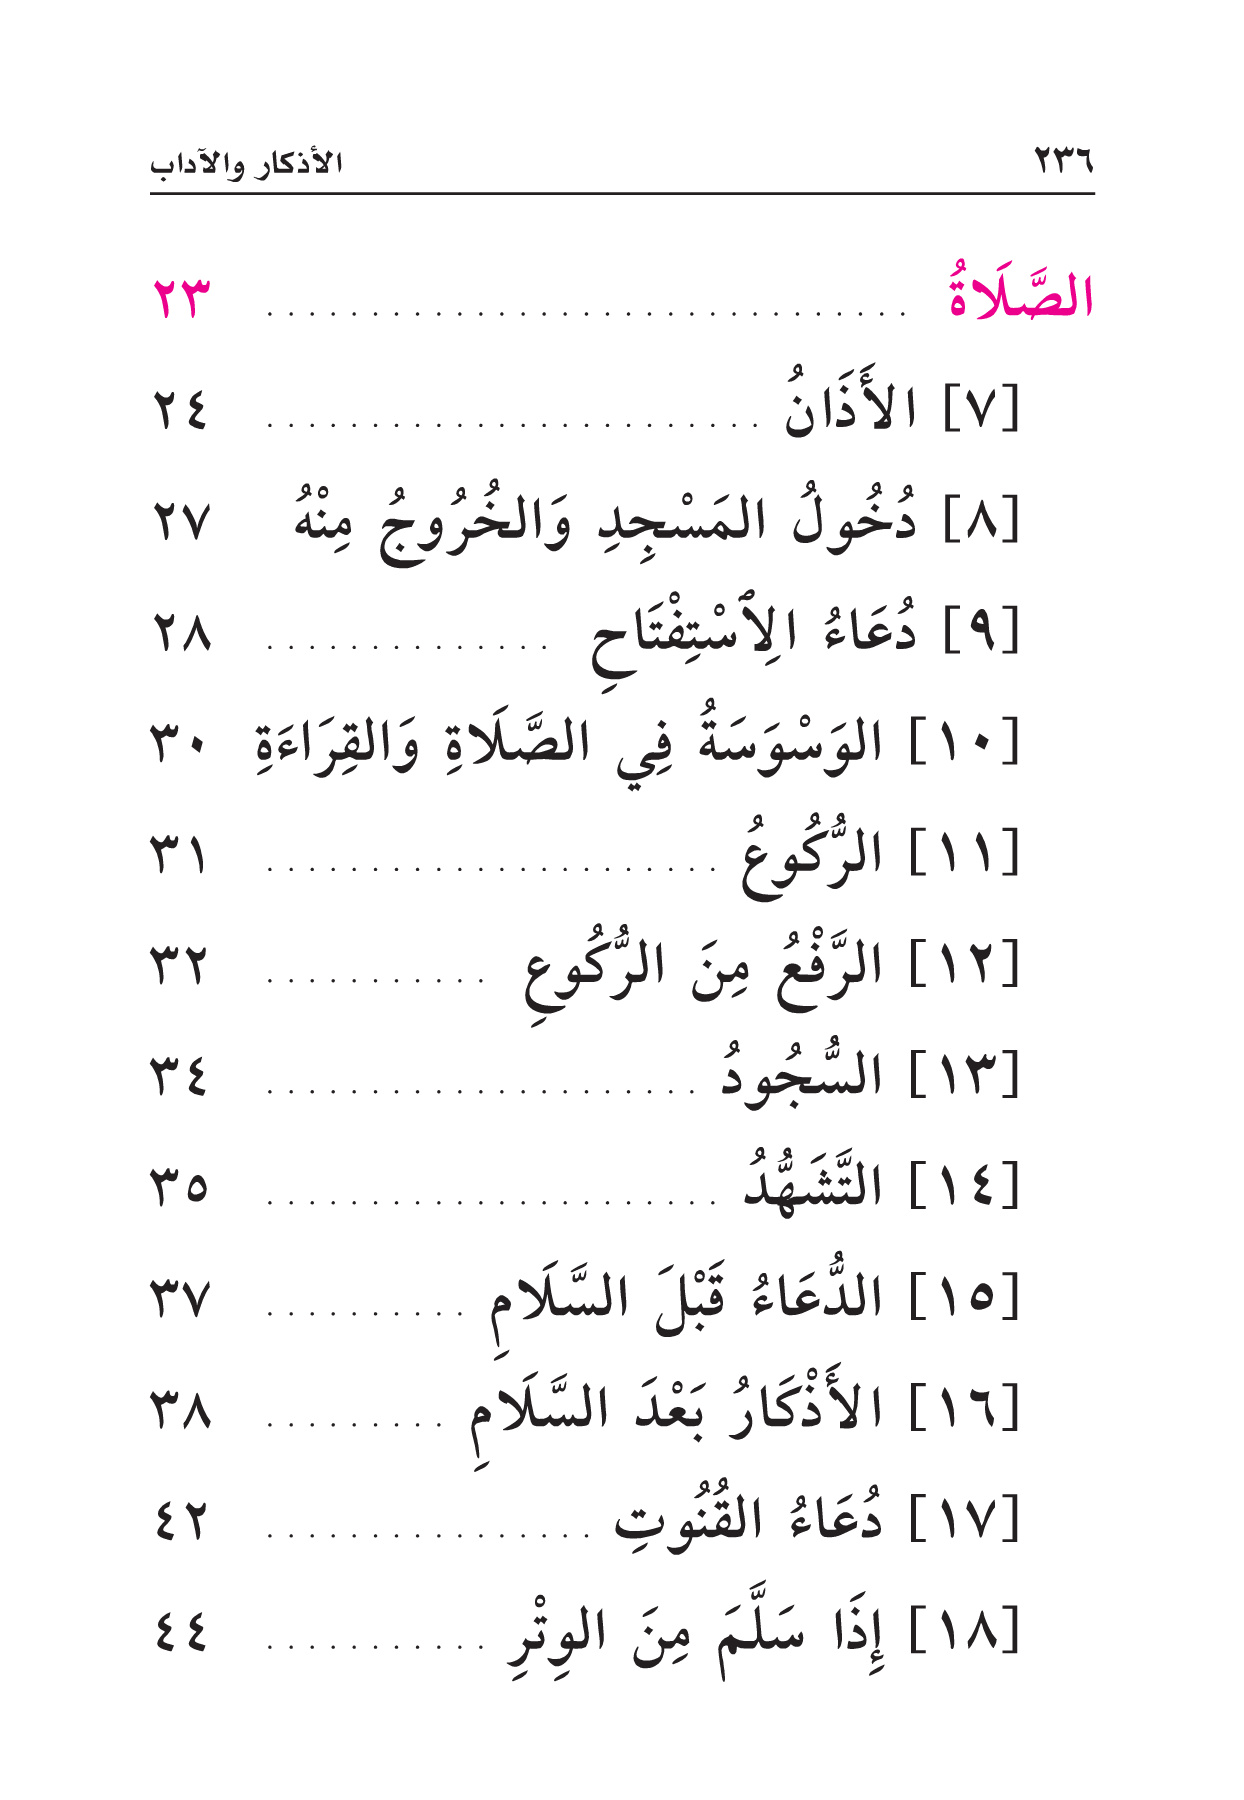 ٢٣٦ الأذكار والآداب
الصَّلَاةُ . . . . . . . . . . . . . . . . . . . . . . . . . . . . . . . ٢٣
[٧] الأَذَانُ . . . . . . . . . . . . . . . . . . . . . . . . ٢٤
[٨] دُخُولُ المَسْجِدِ وَالخُرُوجُ مِنْهُ ٢٧
[٩] دُعَاءُ الِٱسْتِفْتَاحِ . . . . . . . . . . . . . . ٢٨
[١٠] الوَسْوَسَةُ فِي الصَّلَاةِ وَالقِرَاءَةِ ٣٠
[١١] الرُّكُوعُ . . . . . . . . . . . . . . . . . . . . . . ٣١
[١٢] الرَّفْعُ مِنَ الرُّكُوعِ . . . . . . . . . . . ٣٢
[١٣] السُّجُودُ . . . . . . . . . . . . . . . . . . . . . ٣٤
[١٤] التَّشَهُّدُ . . . . . . . . . . . . . . . . . . . . . . ٣٥
[١٥] الدُّعَاءُ قَبْلَ السَّلَامِ . . . . . . . . . . ٣٧
[١٦] الأَذْكَارُ بَعْدَ السَّلَامِ . . . . . . . . . ٣٨
[١٧] دُعَاءُ القُنُوتِ . . . . . . . . . . . . . . . . ٤٢
[١٨] إِذَا سَلَّمَ مِنَ الوِتْرِ . . . . . . . . . . . ٤٤